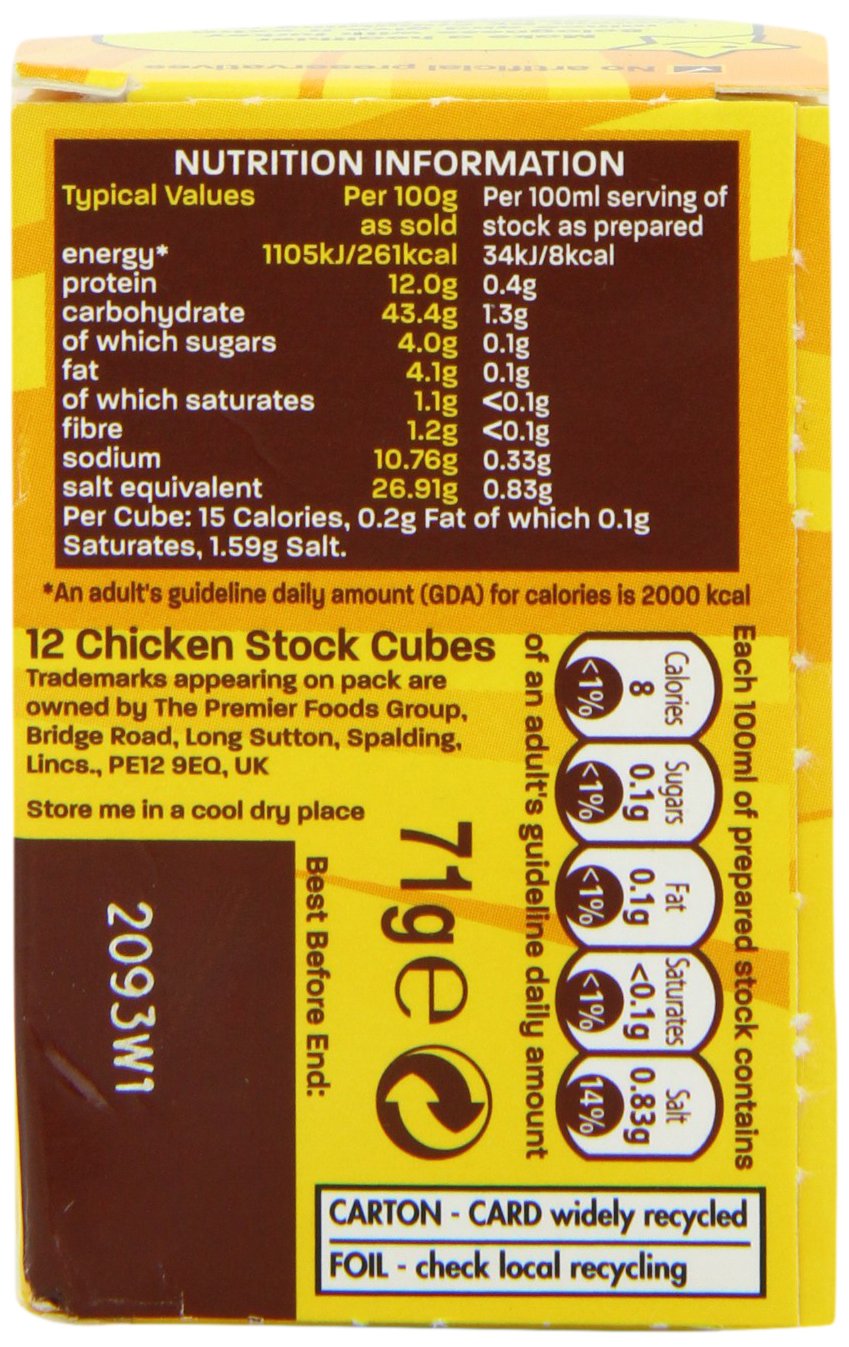 No artificial preservatives
NUTRITION INFORMATION
Typical Values Per 100g Per 100ml serving of
as sold stock as prepared
energy* 1105kJ/261kcal 34kJ/8kcal
protein 12.0g 0.4g
carbohydrate 43.4g 1.3g
of which sugars 4.0g 0.1g
fat 4.1g 0.1g
of which saturates 1.1g <0.1g
fibre 1.2g <0.1g
sodium 10.76g 0.33g
salt equivalent 26.91g 0.83g
Per Cube: 15 Calories, 0.2g Fat of which 0.1g
Saturates, 1.59g Salt.
*An adult's guideline daily amount (GDA) for calories is 2000 kcal
12 Chicken Stock Cubes
Trademarks appearing on pack are
owned by The Premier Foods Group,
Bridge Road, Long Sutton, Spalding,
Lincs., PE12 9EQ, UK
Store me in a cool dry place
Each 100ml of prepared stock contains
Calories Sugars Fat Saturates Salt
8 0.1g 0.1g <0.1g 0.83g
<1% <1% <1% <1% 14%
of an adult's guideline daily amount
71g e
Best Before End:
2093W1
CARTON - CARD widely recycled
FOIL - check local recycling